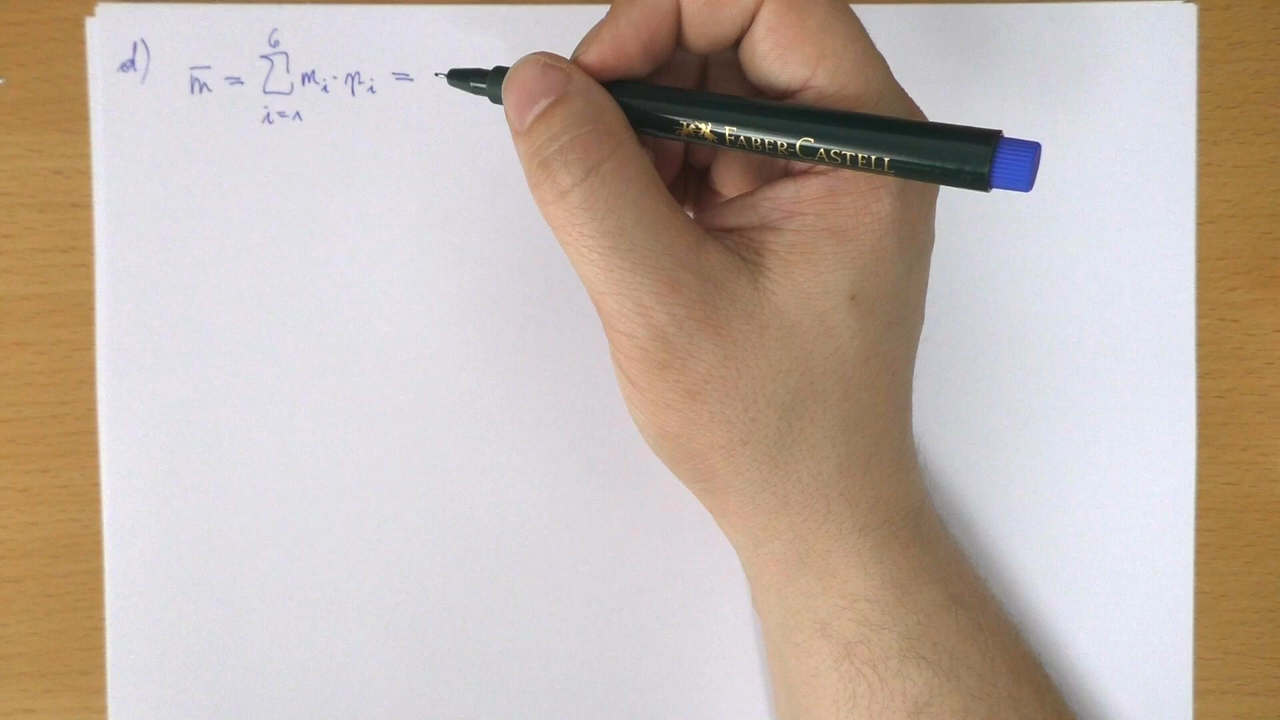 d) m̅ = ∑_{i=1}^{6} m_i · p_i =
FABER-CASTELL